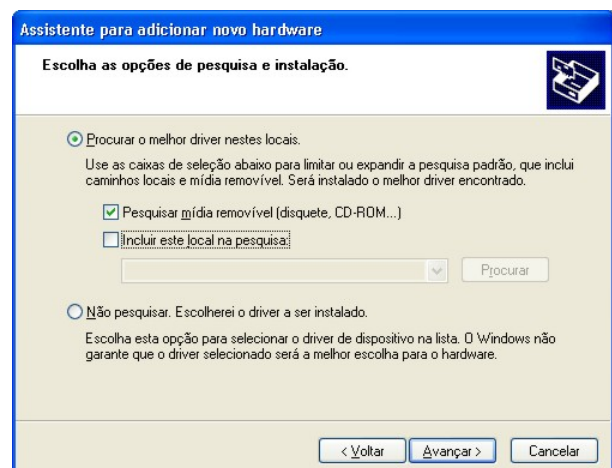 Assistente para adicionar novo hardware
Escolha as opções de pesquisa e instalação.
Procurar o melhor driver nestes locais.
Use as caixas de seleção abaixo para limitar ou expandir a pesquisa padrão, que inclui
caminhos locais e mídia removível. Será instalado o melhor driver encontrado.
Pesquisar mídia removível (disquete, CD-ROM...)
Incluir este local na pesquisa:
Procurar
Não pesquisar. Escolherei o driver a ser instalado.
Escolha esta opção para selecionar o driver de dispositivo na lista. O Windows não
garante que o driver selecionado será a melhor escolha para o hardware.
< Voltar Avançar > Cancelar